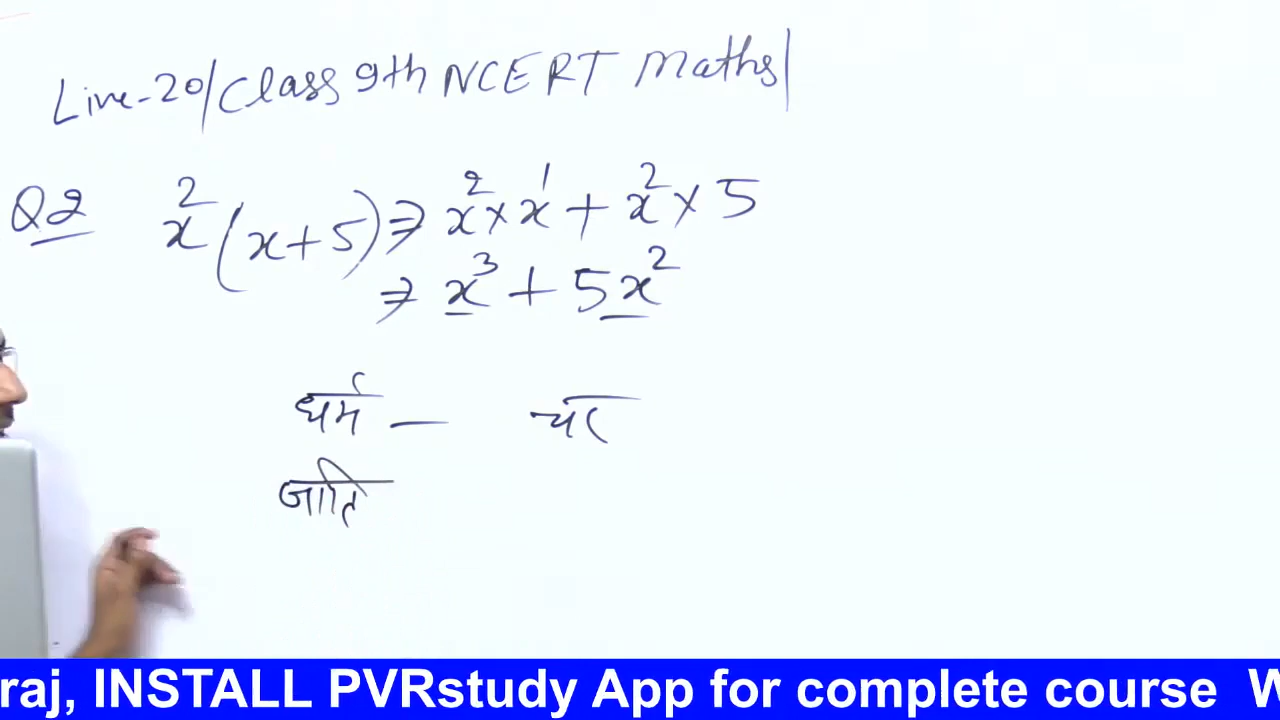 Live-20/Class 9th NCERT Maths/
Q2 x²(x+5) ⇒ x²×x¹ + x²×5
⇒ x³ + 5x²
धर्म — चर
जाति
raj, INSTALL PVRstudy App for complete course W